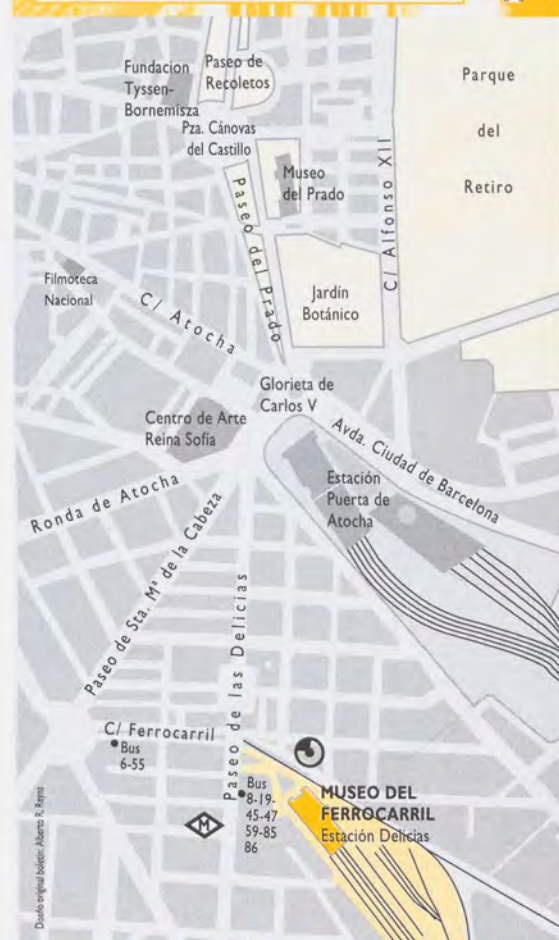 Fundacion
Tyssen-
Bornemisza
Paseo de
Recoletos
Parque
del
Retiro
Pza. Cánovas
del Castillo
Museo
del Prado
Paseo del Prado
C/ Alfonso XII
Filmoteca
Nacional
C/ Atocha
Jardín
Botánico
Glorieta de
Carlos V
Centro de Arte
Reina Sofía
Avda. Ciudad de Barcelona
Estación
Puerta de
Atocha
Ronda de Atocha
Paseo de Sta. Mª de la Cabeza
Paseo de las Delicias
C/ Ferrocarril
Bus
6-55
Bus
8-19-
45-47
59-85
86
M
MUSEO DEL
FERROCARRIL
Estación Delicias
Diseño original boletín: Alberto R. Reyna